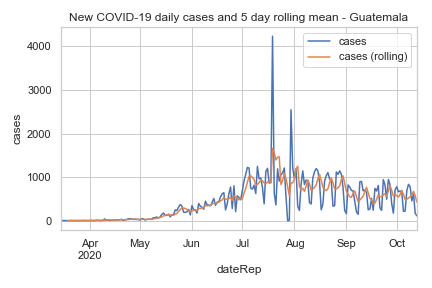 New COVID-19 daily cases and 5 day rolling mean - Guatemala
cases
cases (rolling)
4000
3000
2000
1000
0
cases
Apr
2020
May
Jun
Jul
Aug
Sep
Oct
dateRep